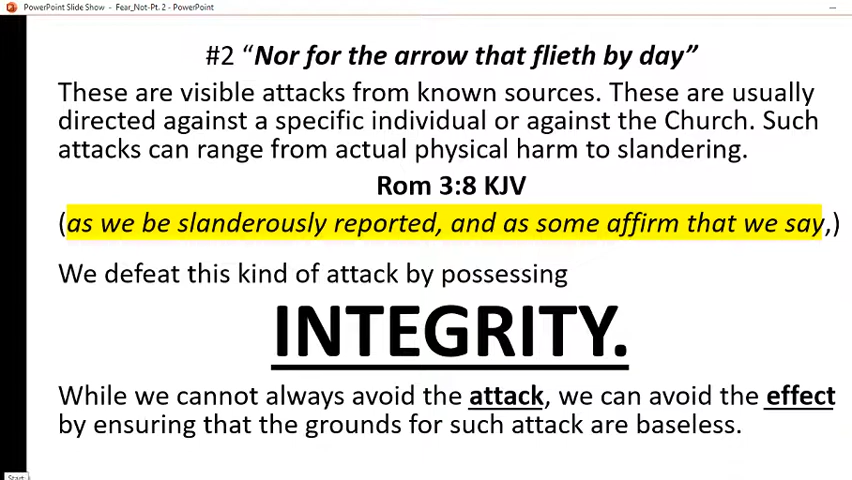 PowerPoint Slide Show - Fear_Not-Pt. 2 - PowerPoint
#2 “Nor for the arrow that flieth by day”
These are visible attacks from known sources. These are usually
directed against a specific individual or against the Church. Such
attacks can range from actual physical harm to slandering.
Rom 3:8 KJV
(as we be slanderously reported, and as some affirm that we say,)
We defeat this kind of attack by possessing
INTEGRITY.
While we cannot always avoid the attack, we can avoid the effect
by ensuring that the grounds for such attack are baseless.
Start